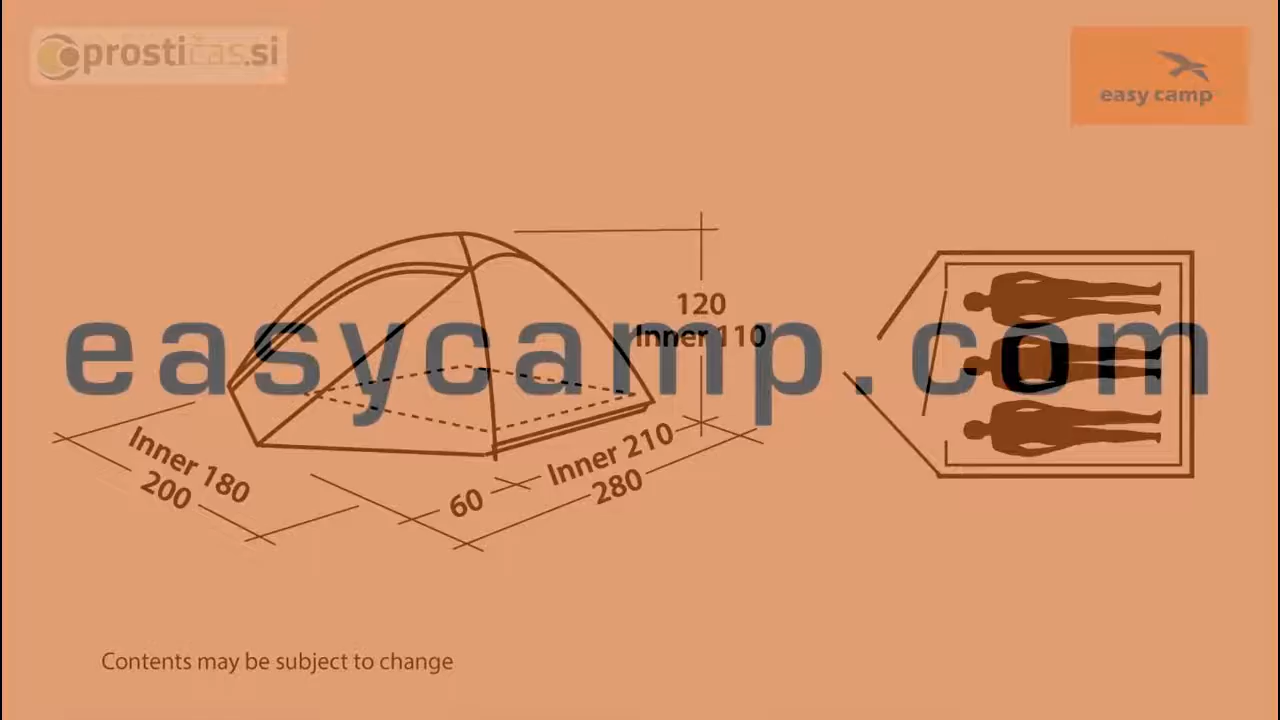 prostičas.si
easy camp
120
Inner 110
easycamp.com
Inner 180
200
60
Inner 210
280
Contents may be subject to change